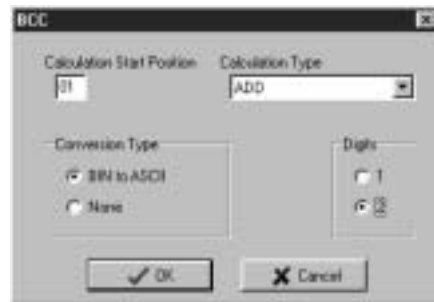 BCC
Calculation Start Position Calculation Type
01 ADD
Conversion Type Digits
BIN to ASCII 1
None 2
OK Cancel